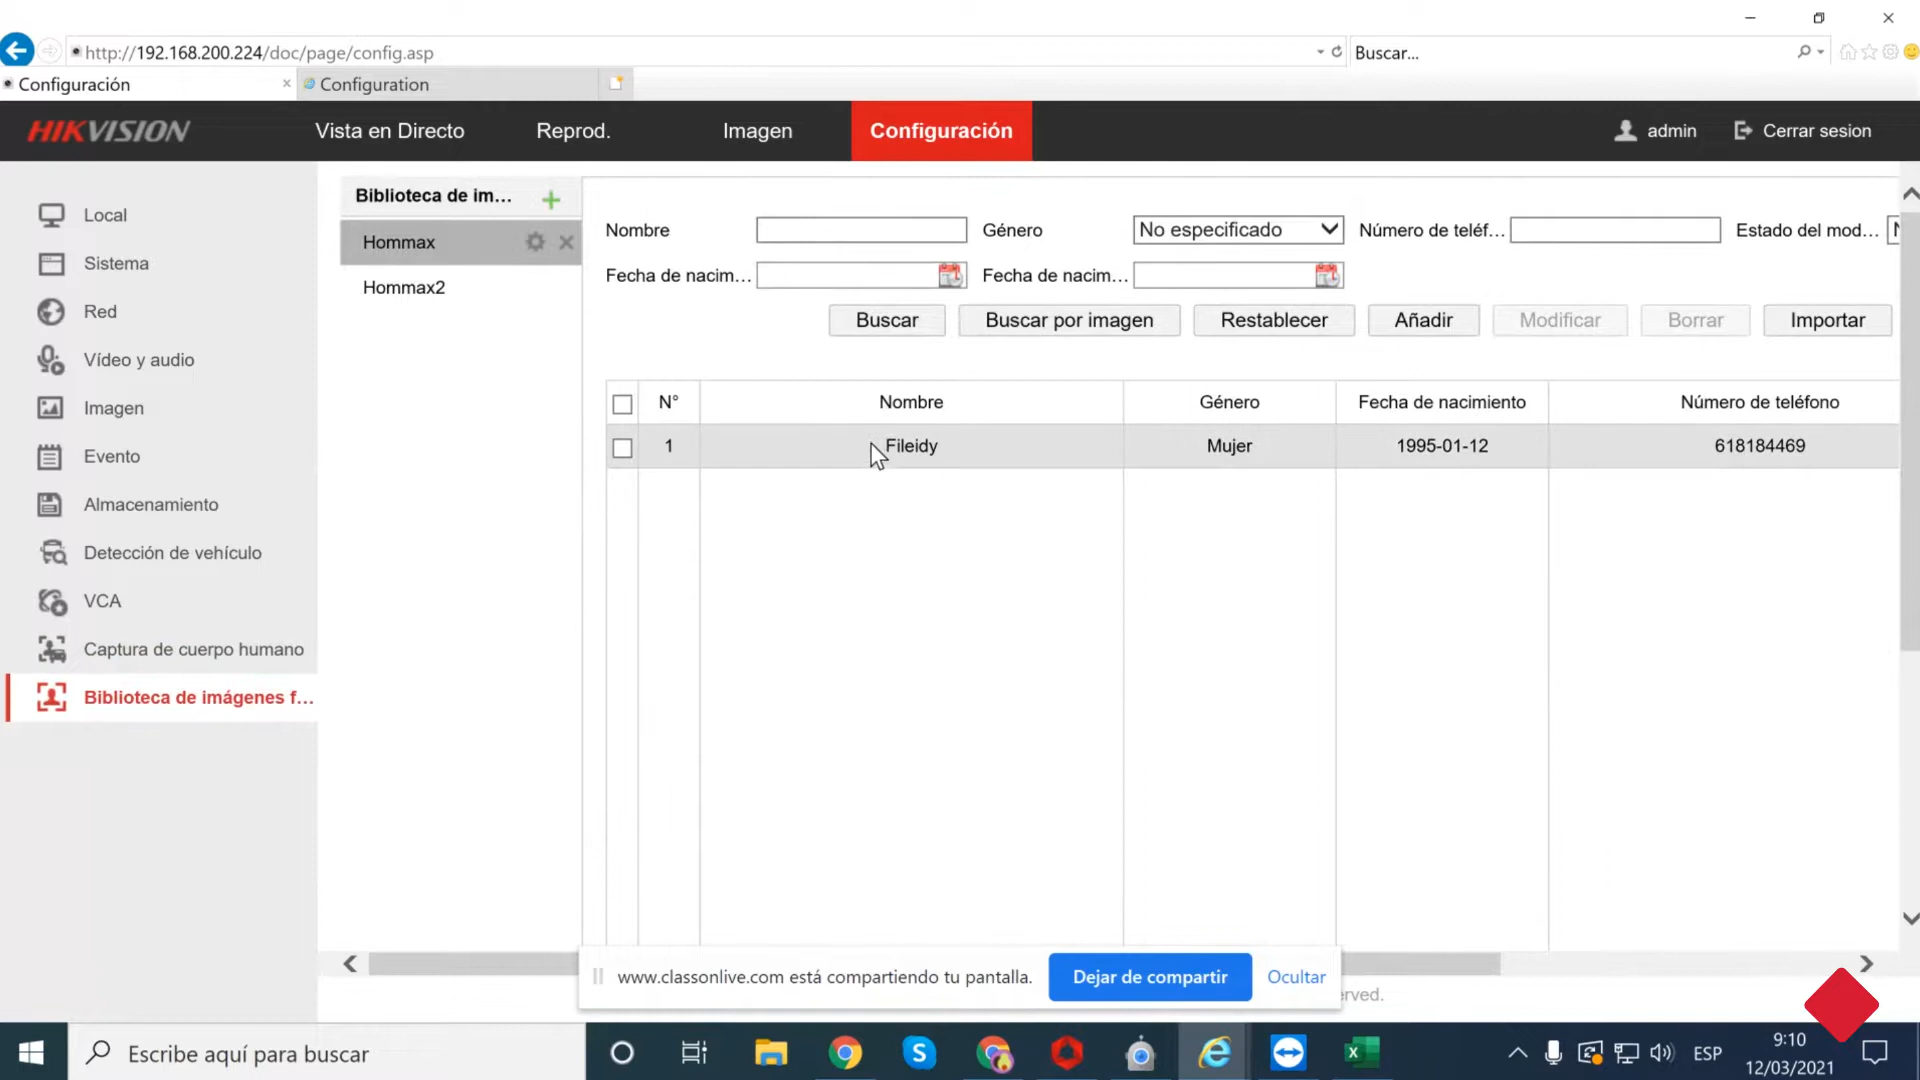 http://192.168.200.224/doc/page/config.asp
Buscar...
Configuración
Configuration
HIKVISION
Vista en Directo
Reprod.
Imagen
Configuración
admin
Cerrar sesion
Local
Sistema
Red
Vídeo y audio
Imagen
Evento
Almacenamiento
Detección de vehículo
VCA
Captura de cuerpo humano
Biblioteca de imágenes f...
Biblioteca de im...
Hommax
Hommax2
Nombre
Género
No especificado
Número de teléf...
Estado del mod...
Fecha de nacim...
Fecha de nacim...
Buscar
Buscar por imagen
Restablecer
Añadir
Modificar
Borrar
Importar
N° Nombre Género Fecha de nacimiento Número de teléfono
1 Fileidy Mujer 1995-01-12 618184469
www.classonlive.com está compartiendo tu pantalla.
Dejar de compartir
Ocultar
erved.
Escribe aquí para buscar
ESP
9:10
12/03/2021